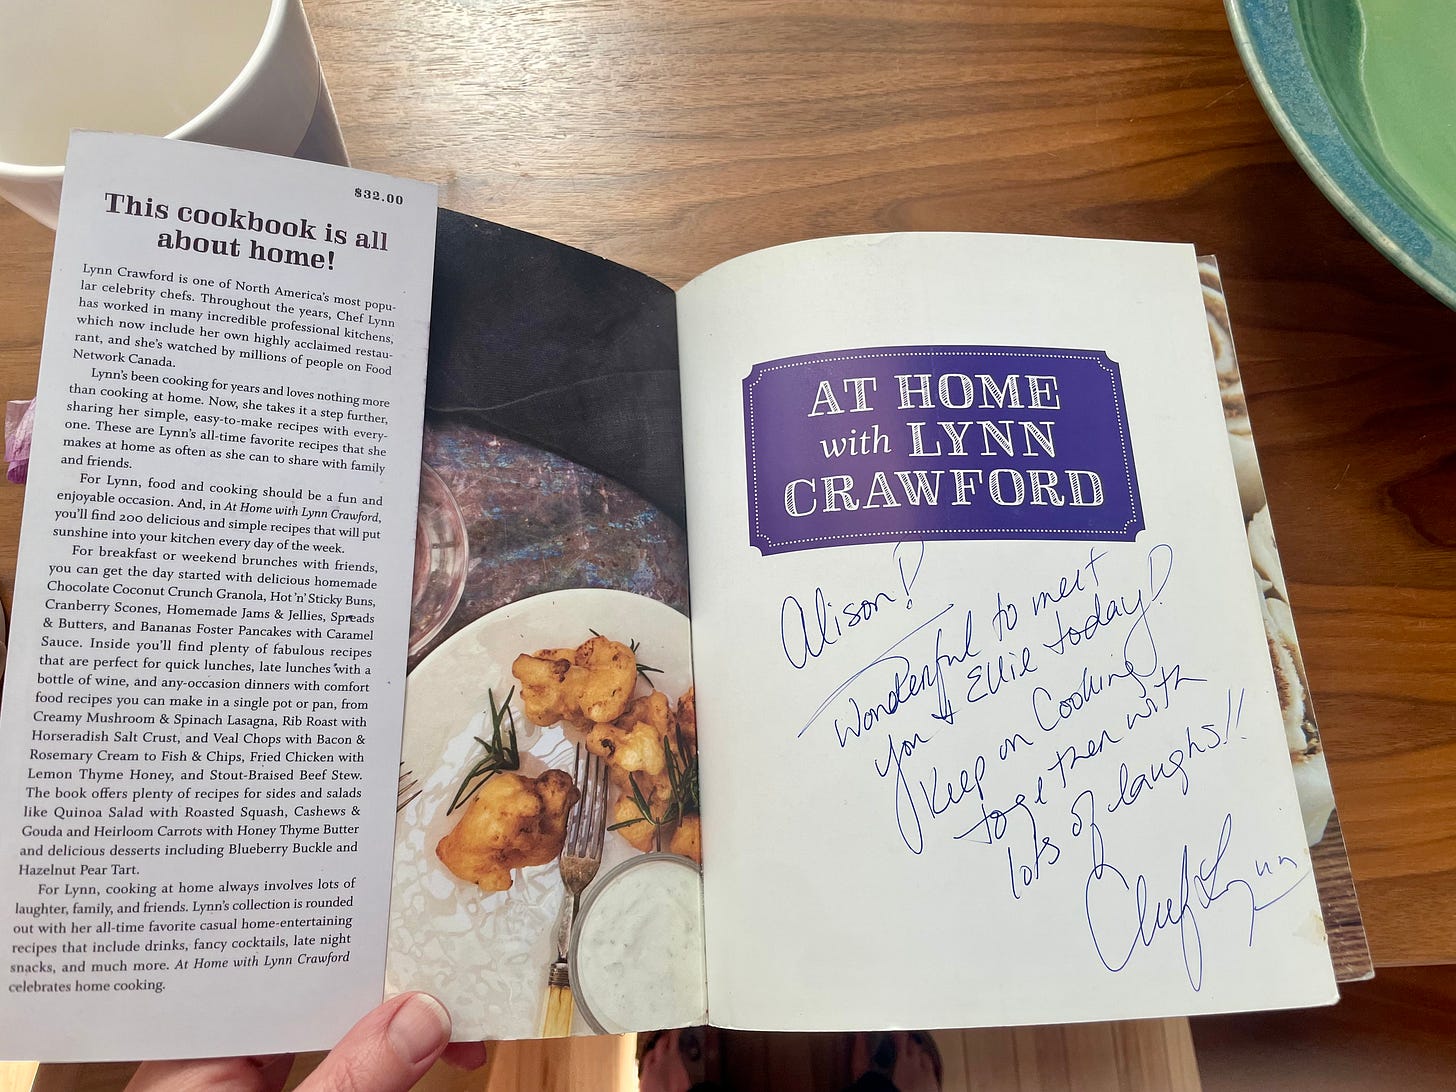 $32.00
This cookbook is all
about home!
Lynn Crawford is one of North America's most popu-
lar celebrity chefs. Throughout the years, Chef Lynn
has worked in many incredible professional kitchens,
which now include her own highly acclaimed restau-
rant, and she's watched by millions of people on Food
Network Canada.
Lynn's been cooking for years and loves nothing more
than cooking at home. Now, she takes it a step further,
sharing her simple, easy-to-make recipes with every-
one. These are Lynn's all-time favorite recipes that she
makes at home as often as she can to share with family
and friends.
For Lynn, food and cooking should be a fun and
enjoyable occasion. And, in At Home with Lynn Crawford,
you'll find 200 delicious and simple recipes that will put
sunshine into your kitchen every day of the week.
For breakfast or weekend brunches with friends,
you can get the day started with delicious homemade
Chocolate Coconut Crunch Granola, Hot 'n' Sticky Buns,
Cranberry Scones, Homemade Jams & Jellies, Spreads
& Butters, and Bananas Foster Pancakes with Caramel
Sauce. Inside you'll find plenty of fabulous recipes
that are perfect for quick lunches, late lunches with a
bottle of wine, and any-occasion dinners with comfort
food recipes you can make in a single pot or pan, from
Creamy Mushroom & Spinach Lasagna, Rib Roast with
Horseradish Salt Crust, and Veal Chops with Bacon &
Rosemary Cream to Fish & Chips, Fried Chicken with
Lemon Thyme Honey, and Stout-Braised Beef Stew.
The book offers plenty of recipes for sides and salads
like Quinoa Salad with Roasted Squash, Cashews &
Gouda and Heirloom Carrots with Honey Thyme Butter
and delicious desserts including Blueberry Buckle and
Hazelnut Pear Tart.
For Lynn, cooking at home always involves lots of
laughter, family, and friends. Lynn's collection is rounded
out with her all-time favorite casual home-entertaining
recipes that include drinks, fancy cocktails, late night
snacks, and much more. At Home with Lynn Crawford
celebrates home cooking.
AT HOME
with LYNN
CRAWFORD
Alison!
Wonderful to meet
you & Ellie today!
Keep on Cooking
together with
lots of laughs!!
Chef Lynn